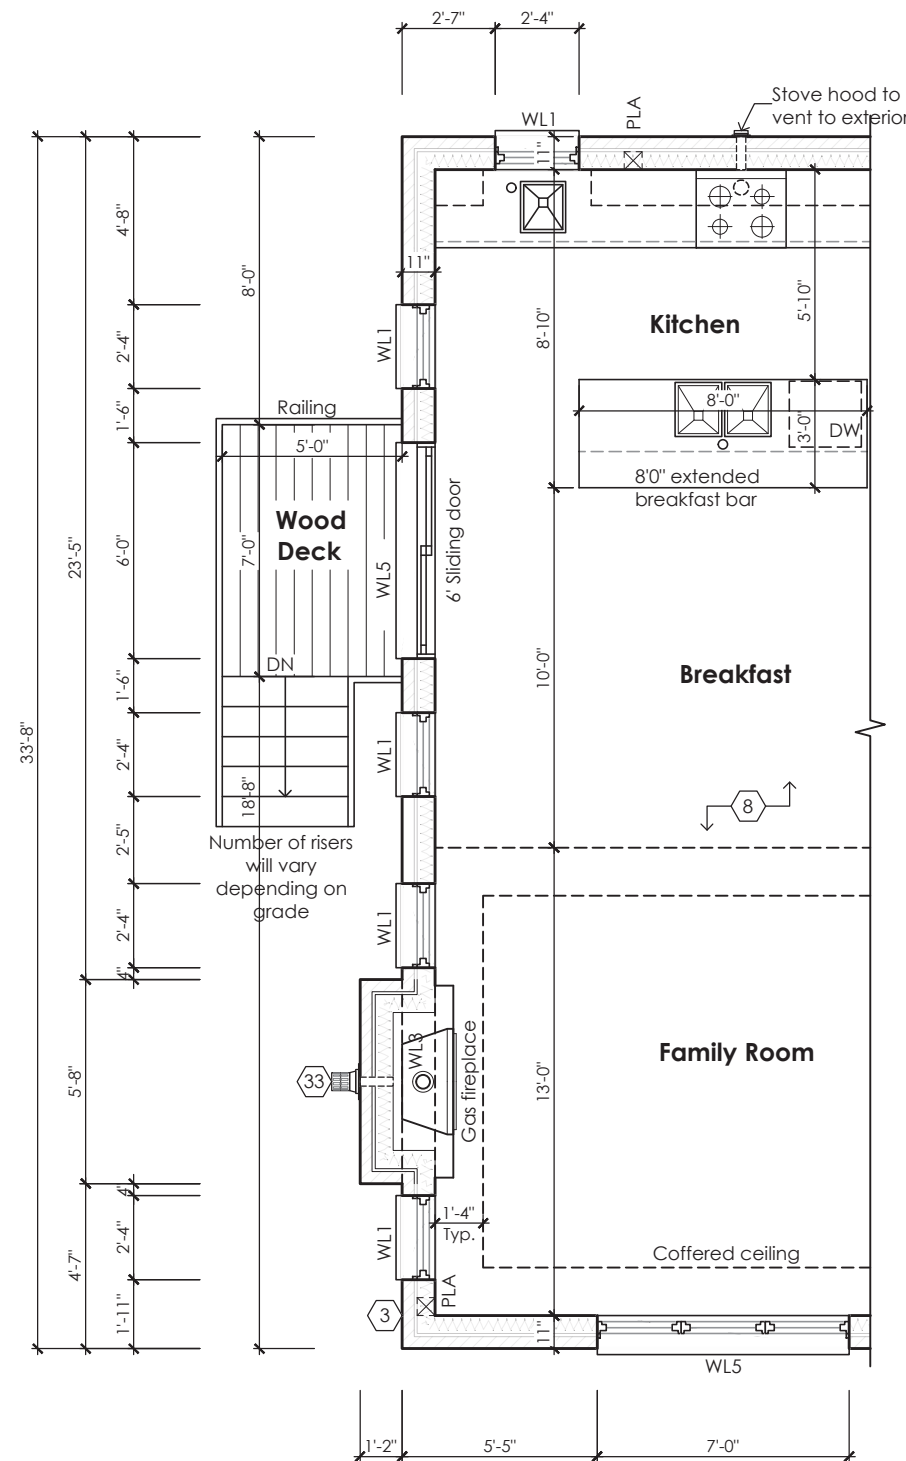 2'-7"
2'-4"
Stove hood to
vent to exterior
WL1
PLA
11"
4'-8"
8'-0"
11"
Kitchen
5'-10"
8'-10"
2'-4"
WL1
1'-6"
Railing
5'-0"
8'-0"
3'-0"
DW
8'0" extended
breakfast bar
Wood
Deck
6' Sliding door
23'-5"
6'-0"
7'-0"
WL5
DN
Breakfast
10'-0"
1'-6"
33'-8"
2'-4"
WL1
18'-8"
8
2'-5"
Number of risers
will vary
depending on
grade
2'-4"
WL1
4"
Family Room
WL3
Gas fireplace
33
5'-8"
13'-0"
4"
1'-4"
Typ.
2'-4"
WL1
4'-7"
Coffered ceiling
PLA
3
1'-11"
11"
WL5
1'-2"
5'-5"
7'-0"